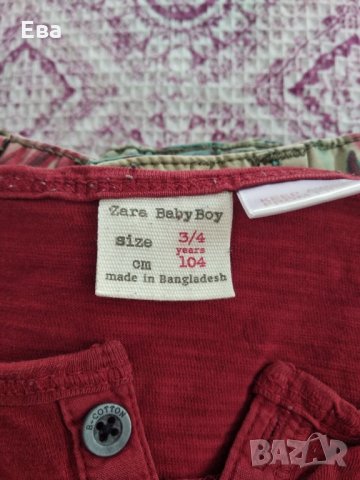 Ева
Zara BabyBoy
size 3/4
years
cm 104
made in Bangladesh
B-COTTON
BAZAR